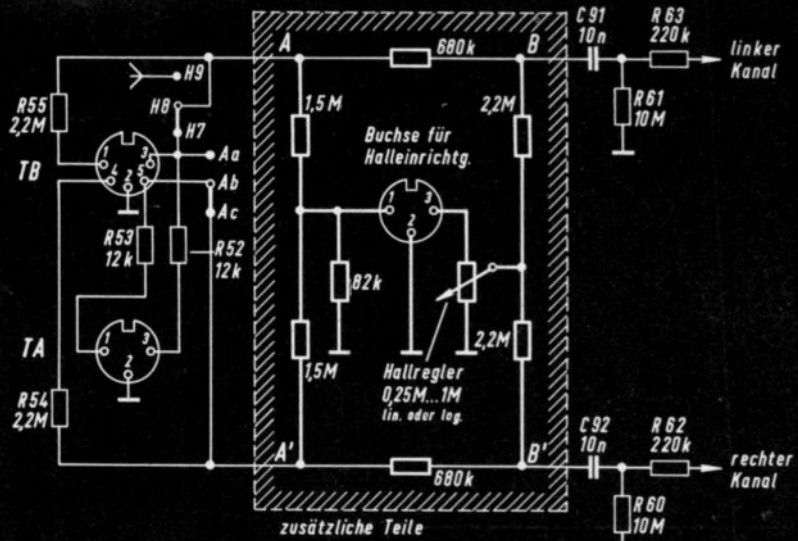 A
680k
B
C91
10n
R63
220k
linker
Kanal
H9
H8
H7
R55
2,2M
1,5M
2,2M
R61
10M
Buchse für
Halleinrichtg.
TB
1
3
6
4
2
5
Aa
Ab
Ac
1
3
2
R53
12k
R52
12k
82k
TA
1
3
2
1,5M
2,2M
Hallregler
0,25M...1M
lin. oder log.
R54
2,2M
A'
680k
B'
C92
10n
R62
220k
rechter
Kanal
R60
10M
zusätzliche Teile